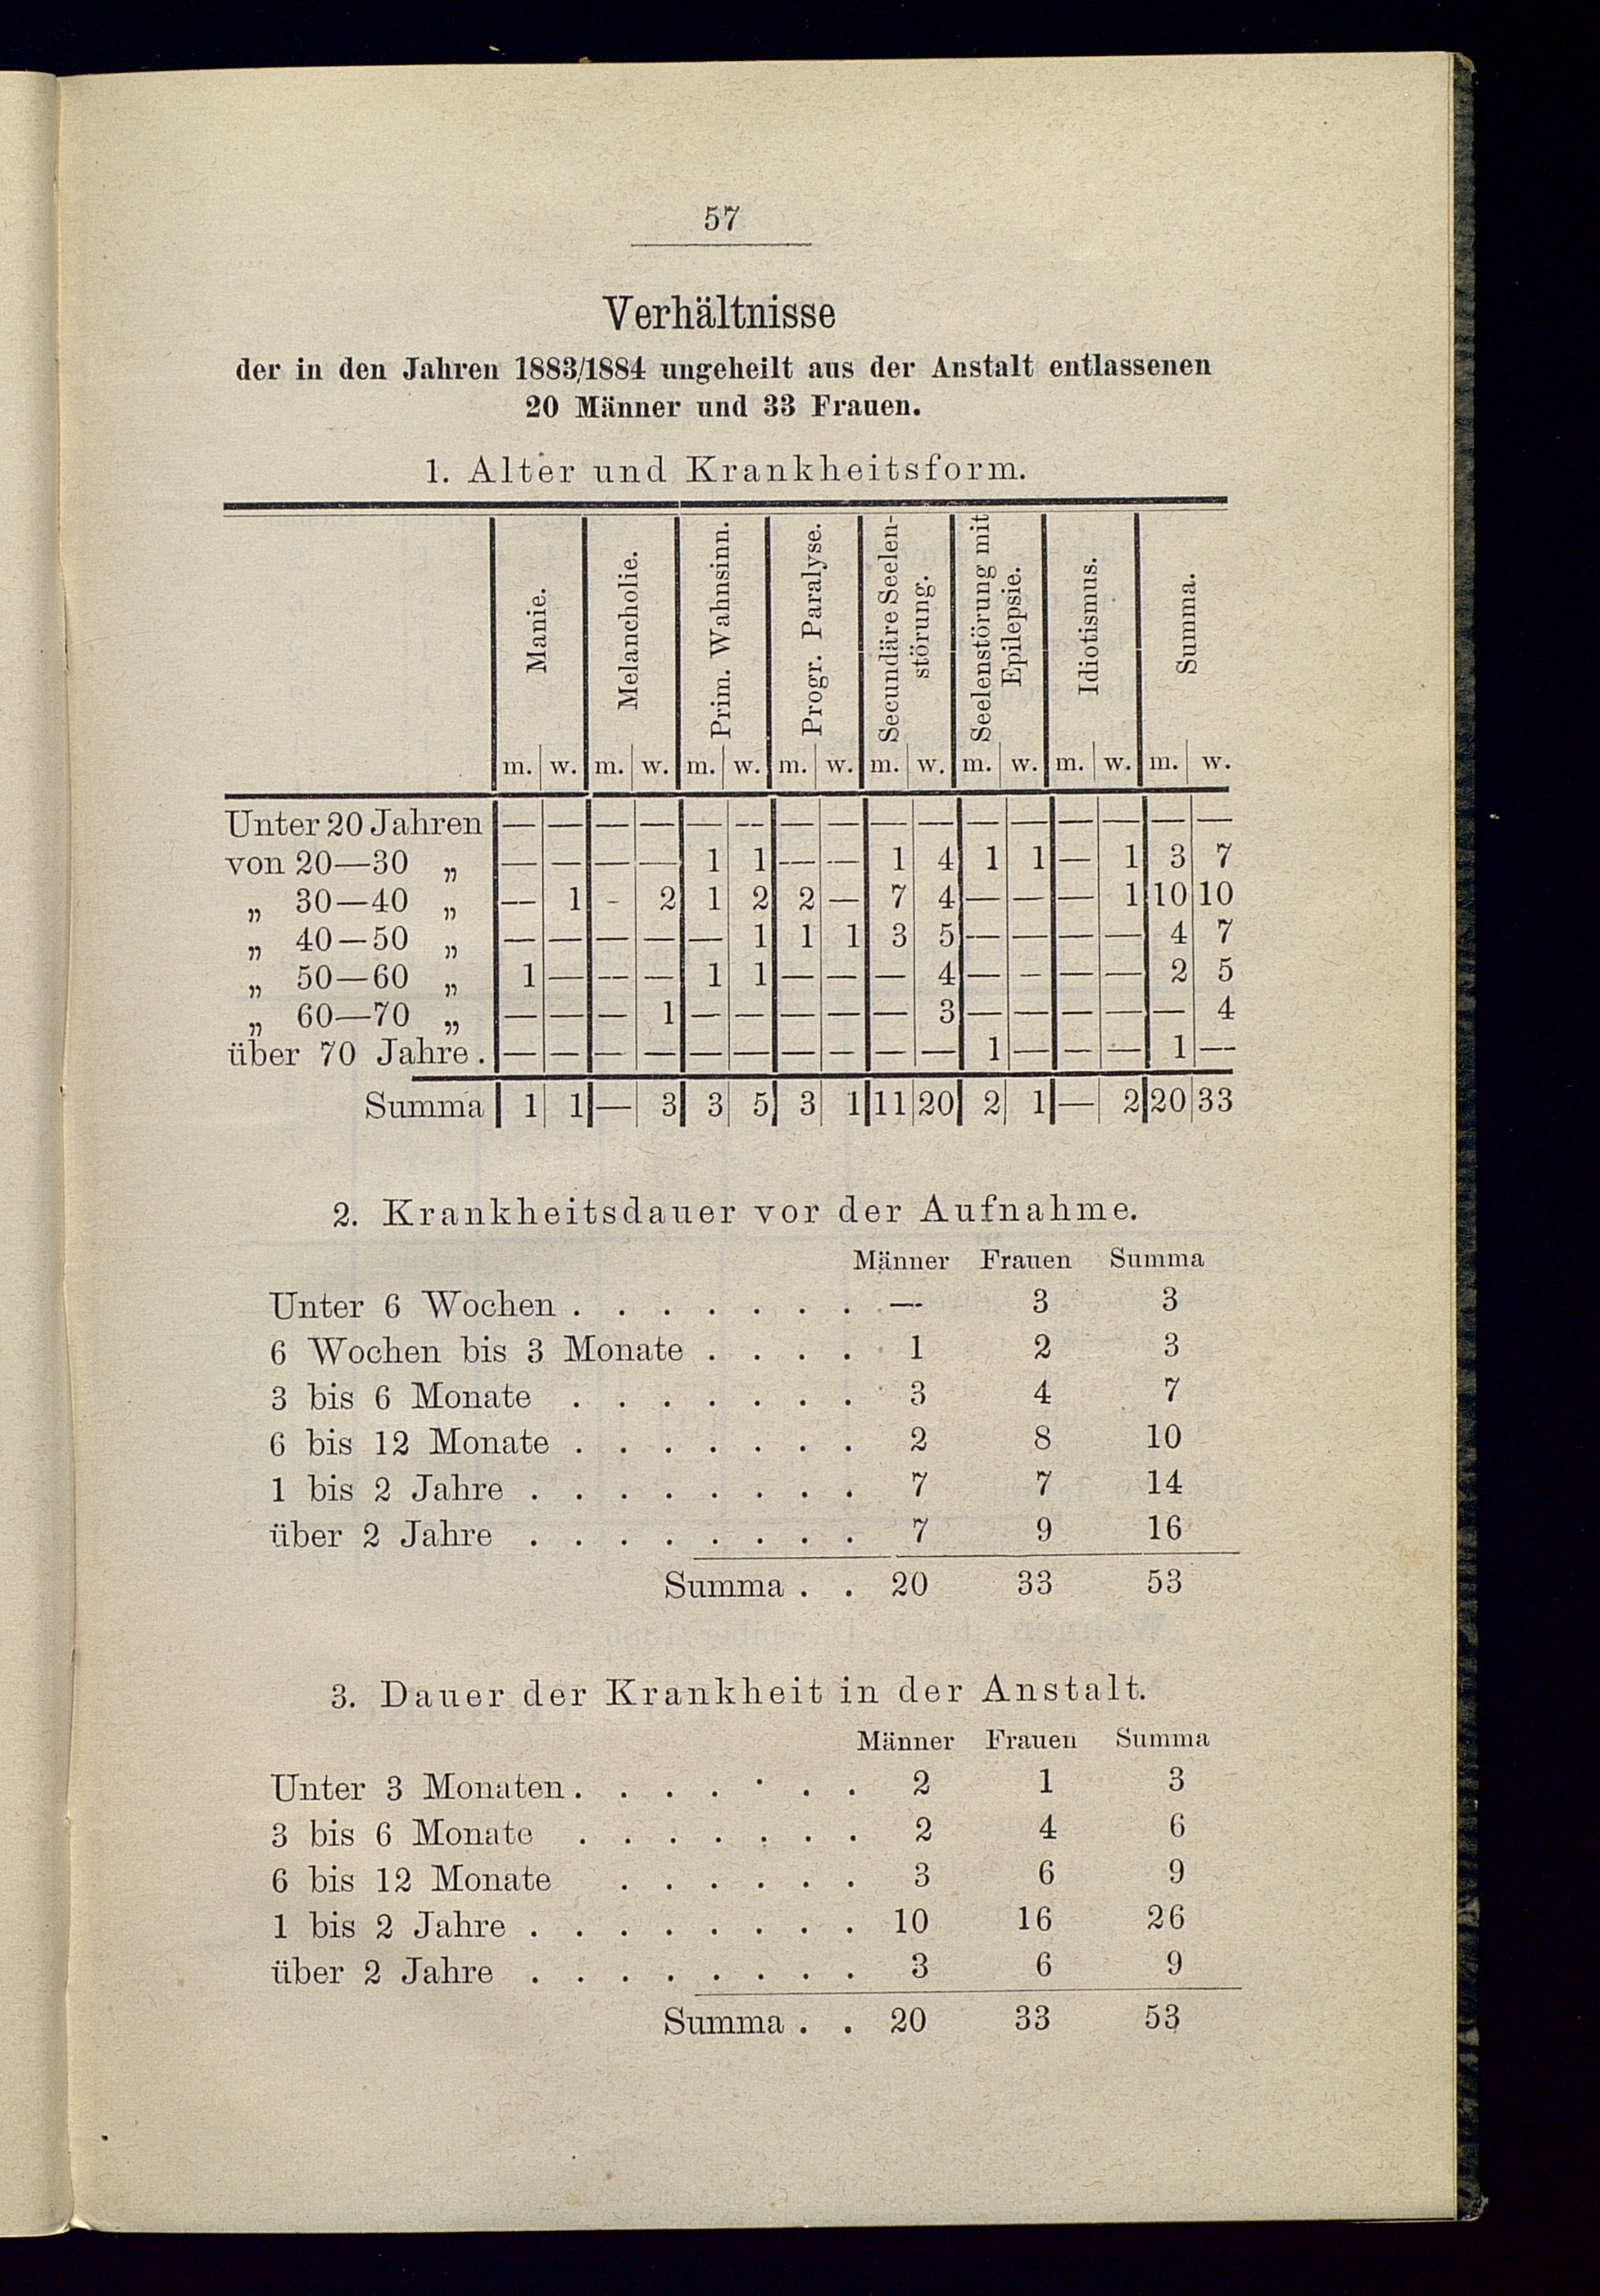 57
Verhältnisse
der in den Jahren 1883/1884 ungeheilt aus der Anstalt entlassenen
20 Männer und 33 Frauen.
1. Alter und Krankheitsform.
Manie. Melancholie. Prim. Wahnsinn. Progr. Paralyse. Secundäre Seelen-störung. Seelenstörung mit Epilepsie. Idiotismus. Summa.
m. w. m. w. m. w. m. w. m. w. m. w. m. w. m. w.
Unter 20 Jahren — — — — — — — — — — — — — — — —
von 20—30 „ — — — — 1 1 — — 1 4 1 1 — 1 3 7
„ 30—40 „ — 1 - 2 1 2 2 — 7 4 — — — 1 10 10
„ 40—50 „ — — — — — 1 1 1 3 5 — — — — 4 7
„ 50—60 „ 1 — — — 1 1 — — — 4 — — — — 2 5
„ 60—70 „ — — — 1 — — — — — 3 — — — — — 4
über 70 Jahre . — — — — — — — — — — 1 — — — 1 —
Summa 1 1 — 3 3 5 3 1 11 20 2 1 — 2 20 33
2. Krankheitsdauer vor der Aufnahme.
Männer Frauen Summa
Unter 6 Wochen . . . . . . . — 3 3
6 Wochen bis 3 Monate . . . . 1 2 3
3 bis 6 Monate . . . . . . . 3 4 7
6 bis 12 Monate . . . . . . . 2 8 10
1 bis 2 Jahre . . . . . . . . 7 7 14
über 2 Jahre . . . . . . . . 7 9 16
Summa . . 20 33 53
3. Dauer der Krankheit in der Anstalt.
Männer Frauen Summa
Unter 3 Monaten . . . . . . . 2 1 3
3 bis 6 Monate . . . . . . . 2 4 6
6 bis 12 Monate . . . . . . 3 6 9
1 bis 2 Jahre . . . . . . . . 10 16 26
über 2 Jahre . . . . . . . . 3 6 9
Summa . . 20 33 53